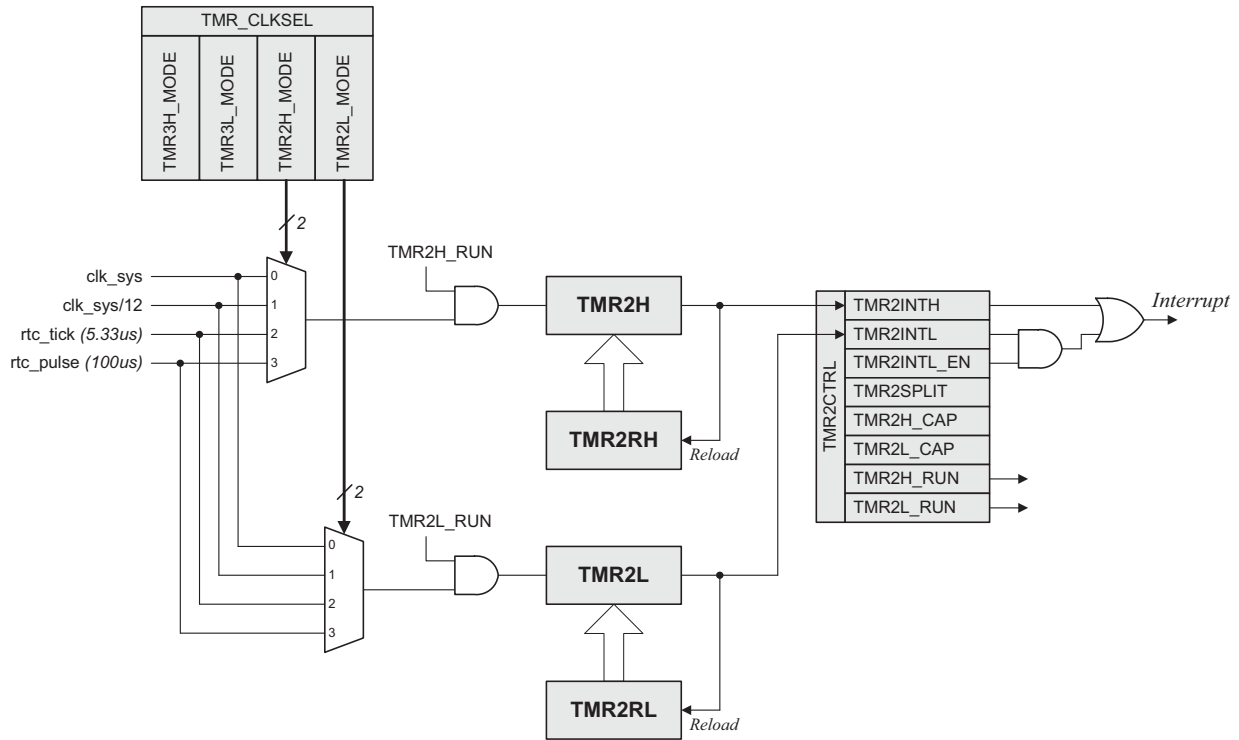 TMR_CLKSEL
TMR3H_MODE
TMR3L_MODE
TMR2H_MODE
TMR2L_MODE
2
clk_sys
clk_sys/12
rtc_tick (5.33us)
rtc_pulse (100us)
0
1
2
3
TMR2H_RUN
TMR2H
TMR2RH
Reload
TMR2CTRL
TMR2INTH
TMR2INTL
TMR2INTL_EN
TMR2SPLIT
TMR2H_CAP
TMR2L_CAP
TMR2H_RUN
TMR2L_RUN
Interrupt
2
0
1
2
3
TMR2L_RUN
TMR2L
TMR2RL
Reload